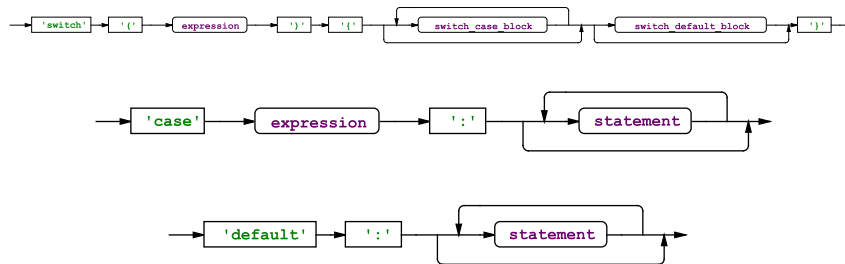 'switch' '(' expression ')' '{' switch_case_block switch_default_block '}'
'case' expression ':' statement
'default' ':' statement